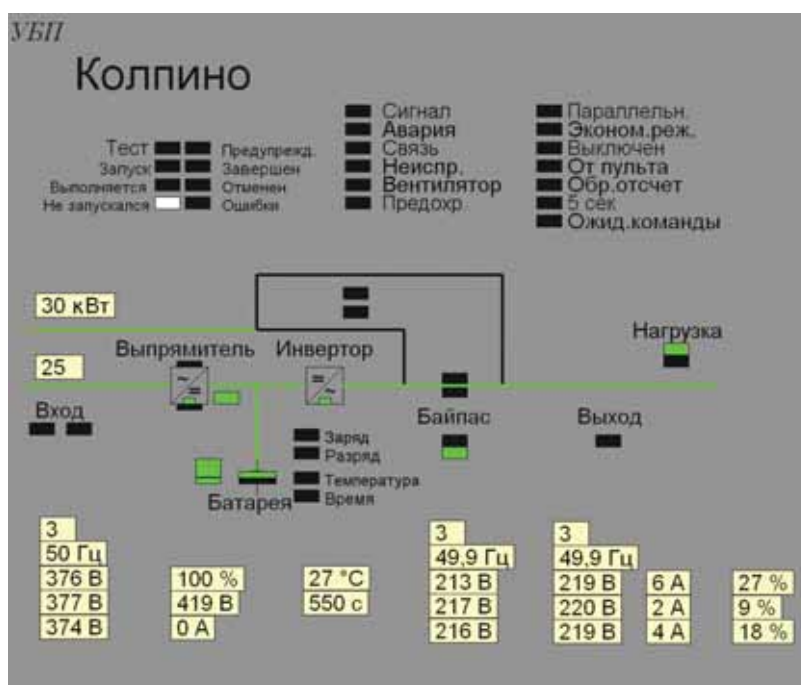 УБП
Колпино
Тест Предупрежд.
Запуск Завершен
Выполняется Отменен
Не запускался Ошибки
Сигнал
Авария
Связь
Неиспр.
Вентилятор
Предохр.
Параллельн.
Эконом.реж.
Выключен
От пульта
Обр.отсчет
5 сек
Ожид.команды
30 кВт
Нагрузка
Выпрямитель Инвертор
25
Вход
Байпас
Выход
Заряд
Разряд
Температура
Батарея Время
3 3 3
50 Гц 49,9 Гц 49,9 Гц
376 В 100 % 27 °C 213 В 219 В 6 А 27 %
377 В 419 В 550 с 217 В 220 В 2 А 9 %
374 В 0 А 216 В 219 В 4 А 18 %
~
=
=
~